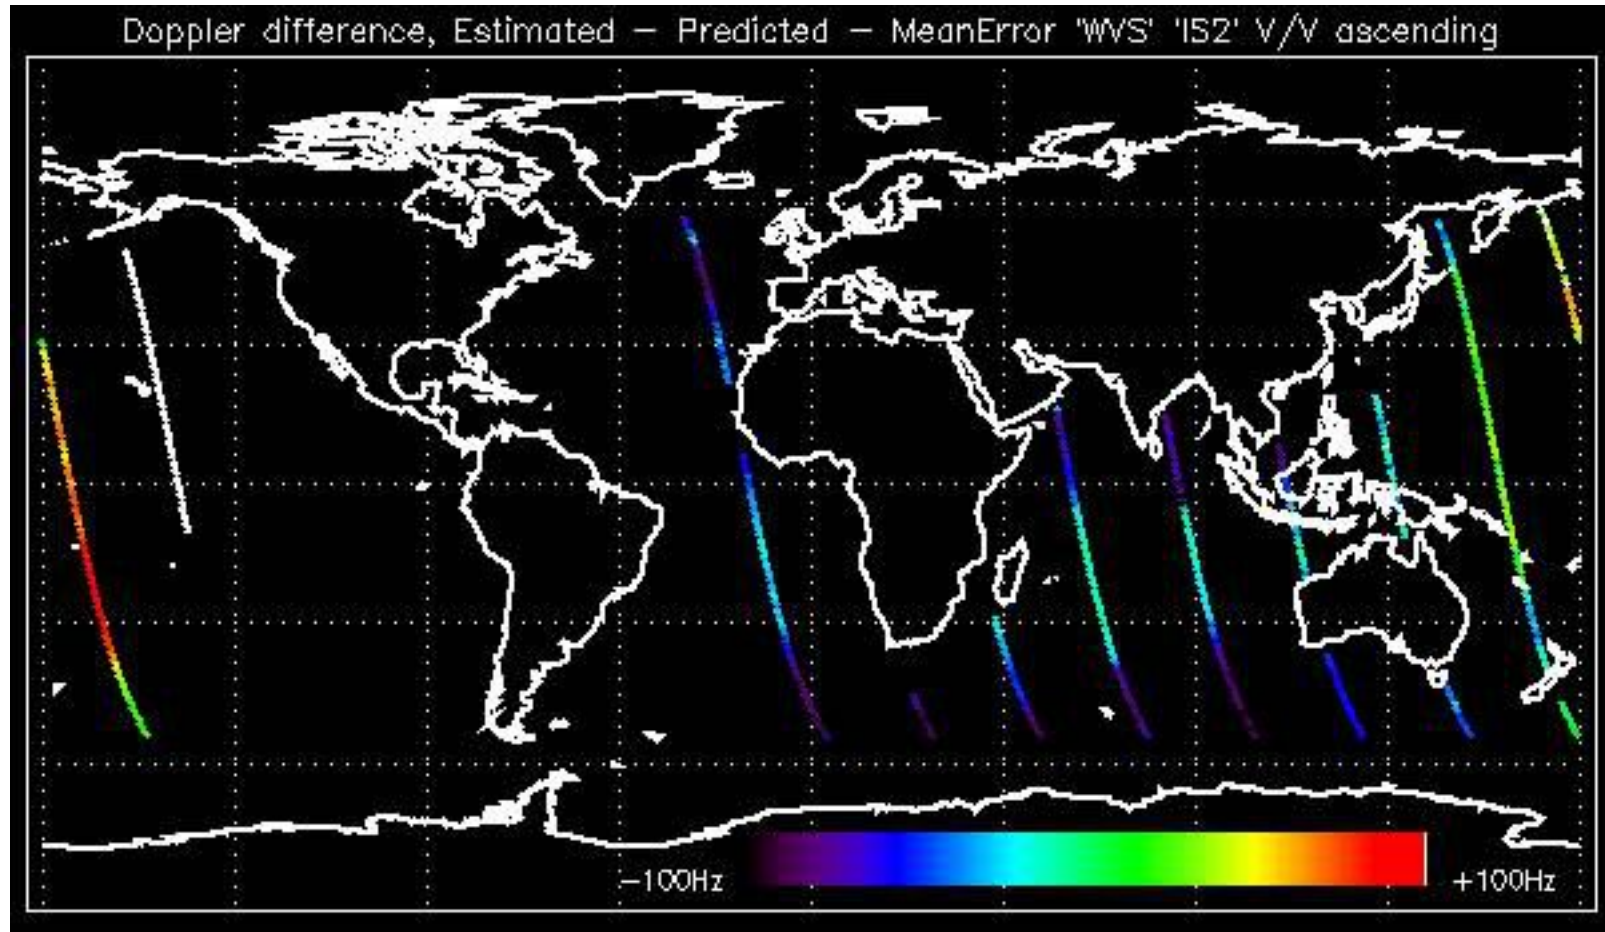 Doppler difference, Estimated − Predicted − MeanError 'WVS' 'IS2' V/V ascending
−100Hz +100Hz